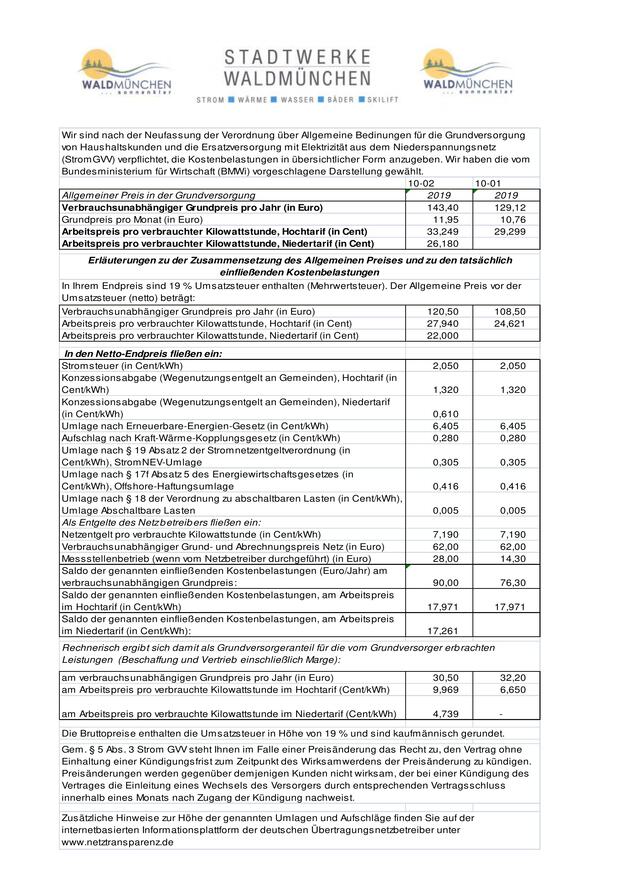 WALDMÜNCHEN
... sonnenklar
STADTWERKE
WALDMÜNCHEN
STROM ■ WÄRME ■ WASSER ■ BÄDER ■ SKILIFT
WALDMÜNCHEN
... sonnenklar
Wir sind nach der Neufassung der Verordnung über Allgemeine Bedinungen für die Grundversorgung
von Haushaltskunden und die Ersatzversorgung mit Elektrizität aus dem Niederspannungsnetz
(StromGVV) verpflichtet, die Kostenbelastungen in übersichtlicher Form anzugeben. Wir haben die vom
Bundesministerium für Wirtschaft (BMWi) vorgeschlagene Darstellung gewählt.
10-02 10-01
Allgemeiner Preis in der Grundversorgung 2019 2019
Verbrauchsunabhängiger Grundpreis pro Jahr (in Euro) 143,40 129,12
Grundpreis pro Monat (in Euro) 11,95 10,76
Arbeitspreis pro verbrauchter Kilowattstunde, Hochtarif (in Cent) 33,249 29,299
Arbeitspreis pro verbrauchter Kilowattstunde, Niedertarif (in Cent) 26,180
Erläuterungen zu der Zusammensetzung des Allgemeinen Preises und zu den tatsächlich
einfließenden Kostenbelastungen
In Ihrem Endpreis sind 19 % Umsatzsteuer enthalten (Mehrwertsteuer). Der Allgemeine Preis vor der
Umsatzsteuer (netto) beträgt:
Verbrauchsunabhängiger Grundpreis pro Jahr (in Euro) 120,50 108,50
Arbeitspreis pro verbrauchter Kilowattstunde, Hochtarif (in Cent) 27,940 24,621
Arbeitspreis pro verbrauchter Kilowattstunde, Niedertarif (in Cent) 22,000
In den Netto-Endpreis fließen ein:
Stromsteuer (in Cent/kWh) 2,050 2,050
Konzessionsabgabe (Wegenutzungsentgelt an Gemeinden), Hochtarif (in
Cent/kWh) 1,320 1,320
Konzessionsabgabe (Wegenutzungsentgelt an Gemeinden), Niedertarif
(in Cent/kWh) 0,610
Umlage nach Erneuerbare-Energien-Gesetz (in Cent/kWh) 6,405 6,405
Aufschlag nach Kraft-Wärme-Kopplungsgesetz (in Cent/kWh) 0,280 0,280
Umlage nach § 19 Absatz 2 der Stromnetzentgeltverordnung (in
Cent/kWh), StromNEV-Umlage 0,305 0,305
Umlage nach § 17f Absatz 5 des Energiewirtschaftsgesetzes (in
Cent/kWh), Offshore-Haftungsumlage 0,416 0,416
Umlage nach § 18 der Verordnung zu abschaltbaren Lasten (in Cent/kWh),
Umlage Abschaltbare Lasten 0,005 0,005
Als Entgelte des Netzbetreibers fließen ein:
Netzentgelt pro verbrauchte Kilowattstunde (in Cent/kWh) 7,190 7,190
Verbrauchsunabhängiger Grund- und Abrechnungspreis Netz (in Euro) 62,00 62,00
Messstellenbetrieb (wenn vom Netzbetreiber durchgeführt) (in Euro) 28,00 14,30
Saldo der genannten einfließenden Kostenbelastungen (Euro/Jahr) am
verbrauchsunabhängigen Grundpreis: 90,00 76,30
Saldo der genannten einfließenden Kostenbelastungen, am Arbeitspreis
im Hochtarif (in Cent/kWh) 17,971 17,971
Saldo der genannten einfließenden Kostenbelastungen, am Arbeitspreis
im Niedertarif (in Cent/kWh): 17,261
Rechnerisch ergibt sich damit als Grundversorgeranteil für die vom Grundversorger erbrachten
Leistungen (Beschaffung und Vertrieb einschließlich Marge):
am verbrauchsunabhängigen Grundpreis pro Jahr (in Euro) 30,50 32,20
am Arbeitspreis pro verbrauchte Kilowattstunde im Hochtarif (Cent/kWh) 9,969 6,650
am Arbeitspreis pro verbrauchte Kilowattstunde im Niedertarif (Cent/kWh) 4,739 -
Die Bruttopreise enthalten die Umsatzsteuer in Höhe von 19 % und sind kaufmännisch gerundet.
Gem. § 5 Abs. 3 Strom GVV steht Ihnen im Falle einer Preisänderung das Recht zu, den Vertrag ohne
Einhaltung einer Kündigungsfrist zum Zeitpunkt des Wirksamwerdens der Preisänderung zu kündigen.
Preisänderungen werden gegenüber demjenigen Kunden nicht wirksam, der bei einer Kündigung des
Vertrages die Einleitung eines Wechsels des Versorgers durch entsprechenden Vertragsschluss
innerhalb eines Monats nach Zugang der Kündigung nachweist.
Zusätzliche Hinweise zur Höhe der genannten Umlagen und Aufschläge finden Sie auf der
internetbasierten Informationsplattform der deutschen Übertragungsnetzbetreiber unter
www.netztransparenz.de